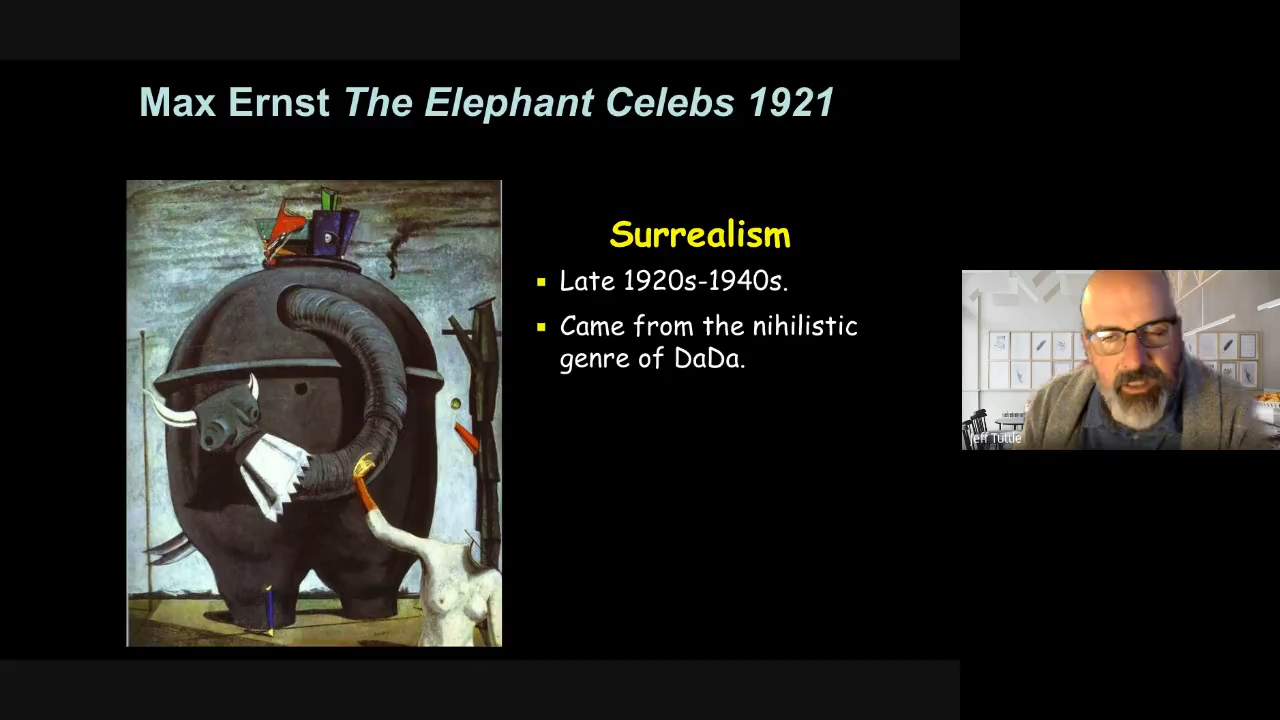 Max Ernst The Elephant Celebs 1921
Surrealism
Late 1920s-1940s.
Came from the nihilistic
genre of DaDa.
Jeff Tuttle